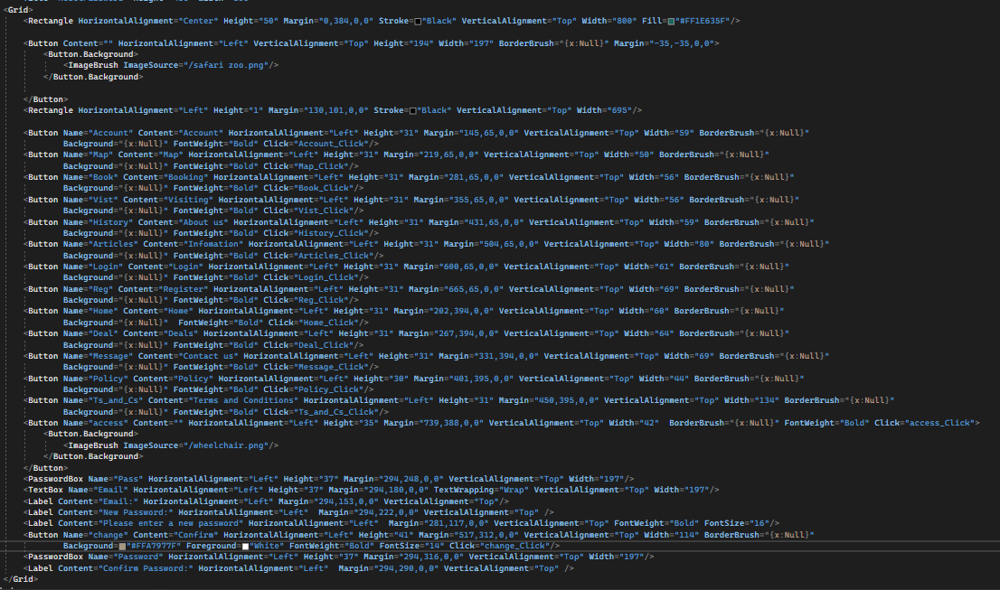 <Grid>
<Rectangle HorizontalAlignment="Center" Height="50" Margin="0,384,0,0" Stroke="Black" VerticalAlignment="Top" Width="800" Fill="#FF1E635F"/>
<Button Content="" HorizontalAlignment="Left" VerticalAlignment="Top" Height="194" Width="197" BorderBrush="{x:Null}" Margin="-35,-35,0,0">
<Button.Background>
<ImageBrush ImageSource="/safari zoo.png"/>
</Button.Background>
</Button>
<Rectangle HorizontalAlignment="Left" Height="1" Margin="130,101,0,0" Stroke="Black" VerticalAlignment="Top" Width="695"/>
<Button Name="Account" Content="Account" HorizontalAlignment="Left" Height="31" Margin="145,65,0,0" VerticalAlignment="Top" Width="59" BorderBrush="{x:Null}"
Background="{x:Null}" FontWeight="Bold" Click="Account_Click"/>
<Button Name="Map" Content="Map" HorizontalAlignment="Left" Height="31" Margin="219,65,0,0" VerticalAlignment="Top" Width="50" BorderBrush="{x:Null}"
Background="{x:Null}" FontWeight="Bold" Click="Map_Click"/>
<Button Name="Book" Content="Booking" HorizontalAlignment="Left" Height="31" Margin="281,65,0,0" VerticalAlignment="Top" Width="56" BorderBrush="{x:Null}"
Background="{x:Null}" FontWeight="Bold" Click="Book_Click"/>
<Button Name="Vist" Content="Visiting" HorizontalAlignment="Left" Height="31" Margin="355,65,0,0" VerticalAlignment="Top" Width="56" BorderBrush="{x:Null}"
Background="{x:Null}" FontWeight="Bold" Click="Vist_Click"/>
<Button Name="History" Content="About us" HorizontalAlignment="Left" Height="31" Margin="431,65,0,0" VerticalAlignment="Top" Width="59" BorderBrush="{x:Null}"
Background="{x:Null}" FontWeight="Bold" Click="History_Click"/>
<Button Name="Articles" Content="Infomation" HorizontalAlignment="Left" Height="31" Margin="504,65,0,0" VerticalAlignment="Top" Width="80" BorderBrush="{x:Null}"
Background="{x:Null}" FontWeight="Bold" Click="Articles_Click"/>
<Button Name="Login" Content="Login" HorizontalAlignment="Left" Height="31" Margin="600,65,0,0" VerticalAlignment="Top" Width="61" BorderBrush="{x:Null}"
Background="{x:Null}" FontWeight="Bold" Click="Login_Click"/>
<Button Name="Reg" Content="Register" HorizontalAlignment="Left" Height="31" Margin="665,65,0,0" VerticalAlignment="Top" Width="69" BorderBrush="{x:Null}"
Background="{x:Null}" FontWeight="Bold" Click="Reg_Click"/>
<Button Name="Home" Content="Home" HorizontalAlignment="Left" Height="31" Margin="202,394,0,0" VerticalAlignment="Top" Width="60" BorderBrush="{x:Null}"
Background="{x:Null}"  FontWeight="Bold" Click="Home_Click"/>
<Button Name="Deal" Content="Deals" HorizontalAlignment="Left" Height="31" Margin="267,394,0,0" VerticalAlignment="Top" Width="64" BorderBrush="{x:Null}"
Background="{x:Null}" FontWeight="Bold" Click="Deal_Click"/>
<Button Name="Message" Content="Contact us" HorizontalAlignment="Left" Height="31" Margin="331,394,0,0" VerticalAlignment="Top" Width="69" BorderBrush="{x:Null}"
Background="{x:Null}" FontWeight="Bold" Click="Message_Click"/>
<Button Name="Policy" Content="Policy" HorizontalAlignment="Left" Height="30" Margin="401,395,0,0" VerticalAlignment="Top" Width="44" BorderBrush="{x:Null}"
Background="{x:Null}" FontWeight="Bold" Click="Policy_Click"/>
<Button Name="Ts_and_Cs" Content="Terms and Conditions" HorizontalAlignment="Left" Height="31" Margin="450,395,0,0" VerticalAlignment="Top" Width="134" BorderBrush="{x:Null}"
Background="{x:Null}" FontWeight="Bold" Click="Ts_and_Cs_Click"/>
<Button Name="access" Content="" HorizontalAlignment="Left" Height="35" Margin="739,388,0,0" VerticalAlignment="Top" Width="42"  BorderBrush="{x:Null}" FontWeight="Bold" Click="access_Click">
<Button.Background>
<ImageBrush ImageSource="/wheelchair.png"/>
</Button.Background>
</Button>
<PasswordBox Name="Pass" HorizontalAlignment="Left" Height="37" Margin="294,248,0,0" VerticalAlignment="Top" Width="197"/>
<TextBox Name="Email" HorizontalAlignment="Left" Height="37" Margin="294,180,0,0" TextWrapping="Wrap" VerticalAlignment="Top" Width="197"/>
<Label Content="Email:" HorizontalAlignment="Left" Margin="294,153,0,0" VerticalAlignment="Top"/>
<Label Content="New Password:" HorizontalAlignment="Left"  Margin="294,222,0,0" VerticalAlignment="Top" />
<Label Content="Please enter a new password" HorizontalAlignment="Left"  Margin="281,117,0,0" VerticalAlignment="Top" FontWeight="Bold" FontSize="16"/>
<Button Name="change" Content="Confirm" HorizontalAlignment="Left" Height="41" Margin="517,312,0,0" VerticalAlignment="Top" Width="114" BorderBrush="{x:Null}"
Background="#FFA7977F" Foreground="White" FontWeight="Bold" FontSize="14" Click="change_Click"/>
<PasswordBox Name="Password" HorizontalAlignment="Left" Height="37" Margin="294,316,0,0" VerticalAlignment="Top" Width="197"/>
<Label Content="Confirm Password:" HorizontalAlignment="Left"  Margin="294,290,0,0" VerticalAlignment="Top" />
</Grid>